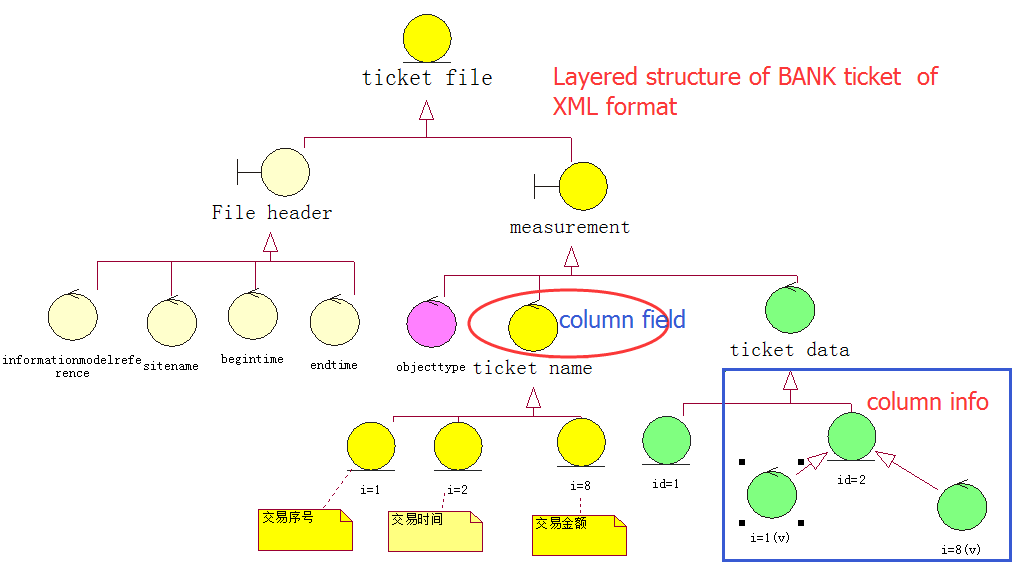 ticket file
Layered structure of BANK ticket of
XML format
File header
measurement
column field
informationmodelrefe
rence
sitename
begintime
endtime
objecttype
ticket name
ticket data
column info
i=1
i=2
i=8
id=1
id=2
交易序号
交易时间
交易金额
i=1(v)
i=8(v)